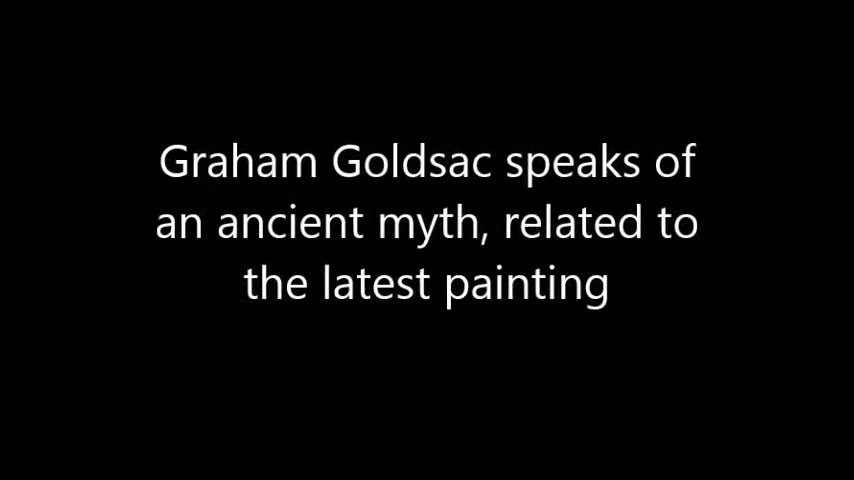 Graham Goldsac speaks of
an ancient myth, related to
the latest painting